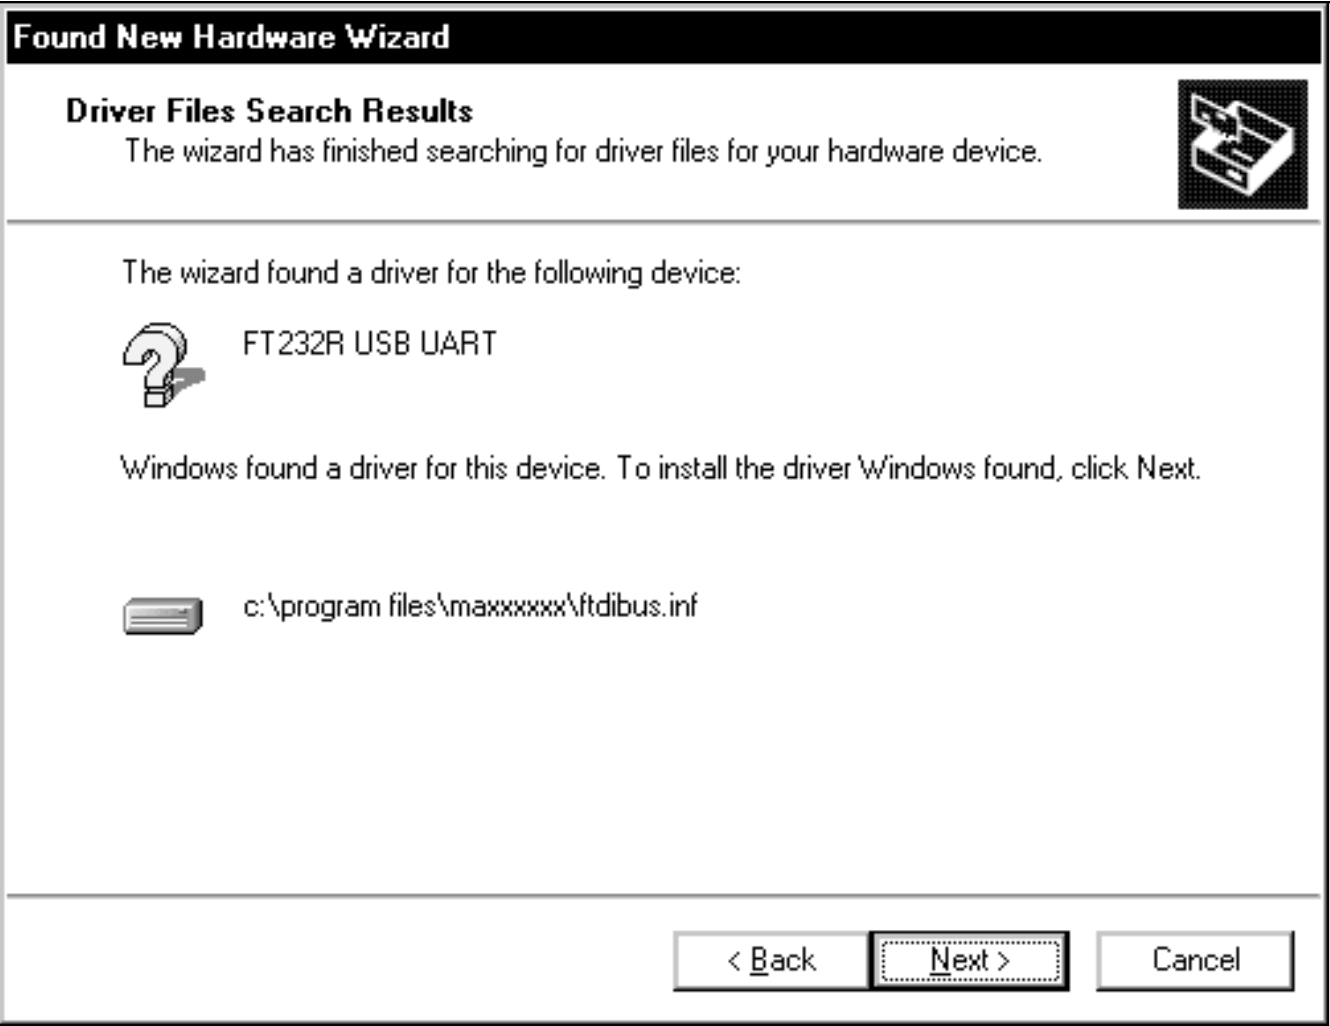 Found New Hardware Wizard
Driver Files Search Results
The wizard has finished searching for driver files for your hardware device.
The wizard found a driver for the following device:
FT232R USB UART
Windows found a driver for this device. To install the driver Windows found, click Next.
c:\program files\maxxxxxx\ftdibus.inf
< Back Next > Cancel